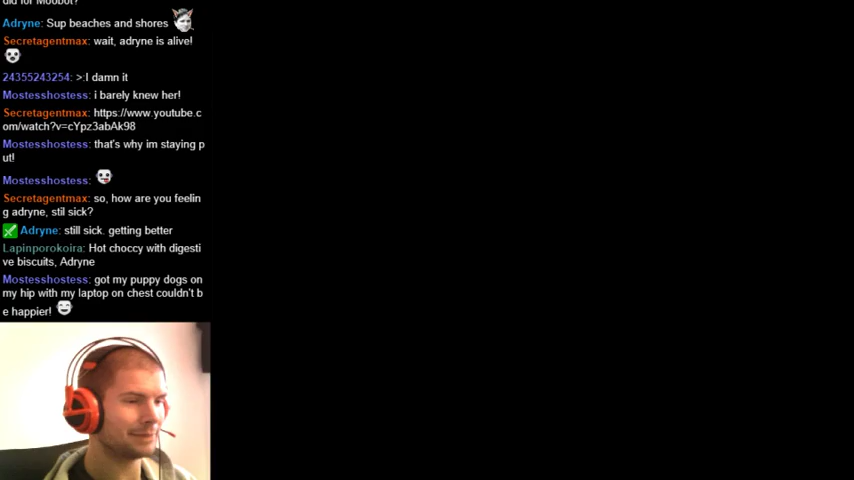 did for Moobot?
Adryne: Sup beaches and shores
Secretagentmax: wait, adryne is alive!
24355243254: >:I damn it
Mostesshostess: i barely knew her!
Secretagentmax: https://www.youtube.c
om/watch?v=cYpz3abAk98
Mostesshostess: that's why im staying p
ut!
Mostesshostess:
Secretagentmax: so, how are you feelin
g adryne, stil sick?
Adryne: still sick. getting better
Lapinporokoira: Hot choccy with digesti
ve biscuits, Adryne
Mostesshostess: got my puppy dogs on
my hip with my laptop on chest couldn't b
e happier!